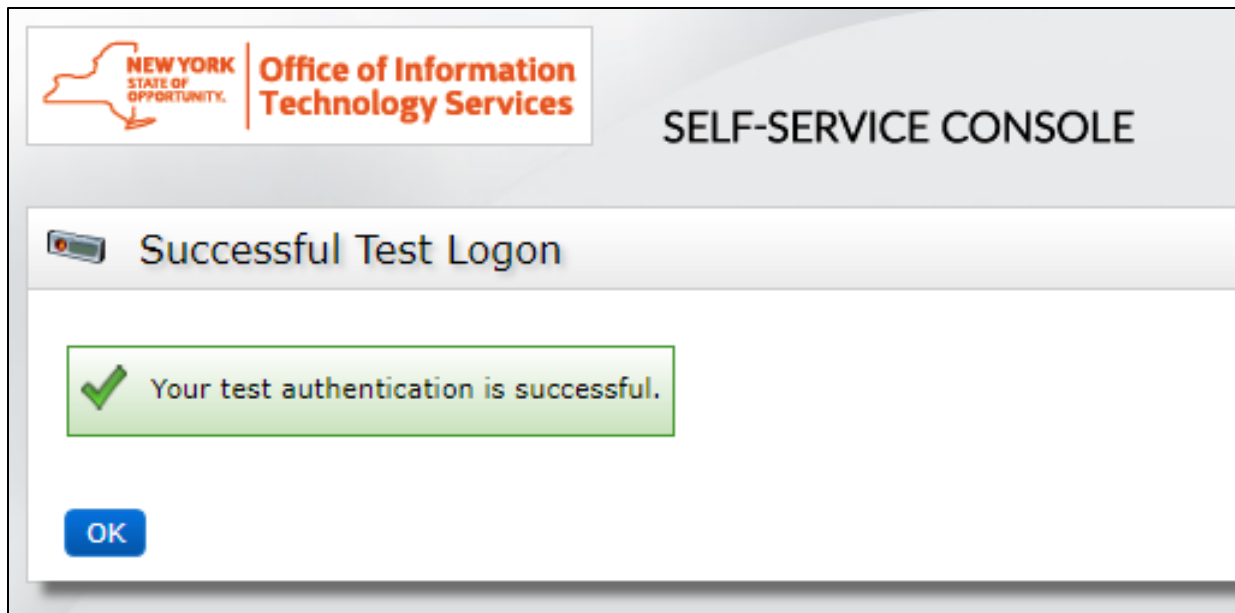 NEW YORK
STATE OF
OPPORTUNITY.
Office of Information
Technology Services
SELF-SERVICE CONSOLE
Successful Test Logon
Your test authentication is successful.
OK